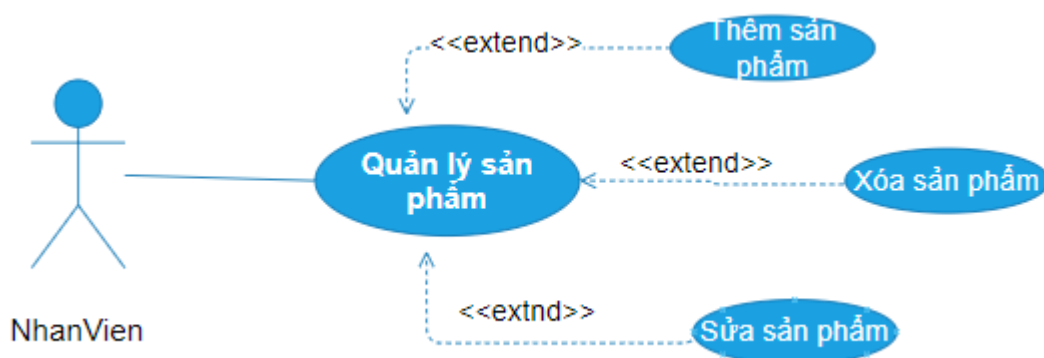 <<extend>>
Thêm sản
phẩm
Quản lý sản
phẩm
<<extend>>
Xóa sản phẩm
<<extnd>>
Sửa sản phẩm
NhanVien